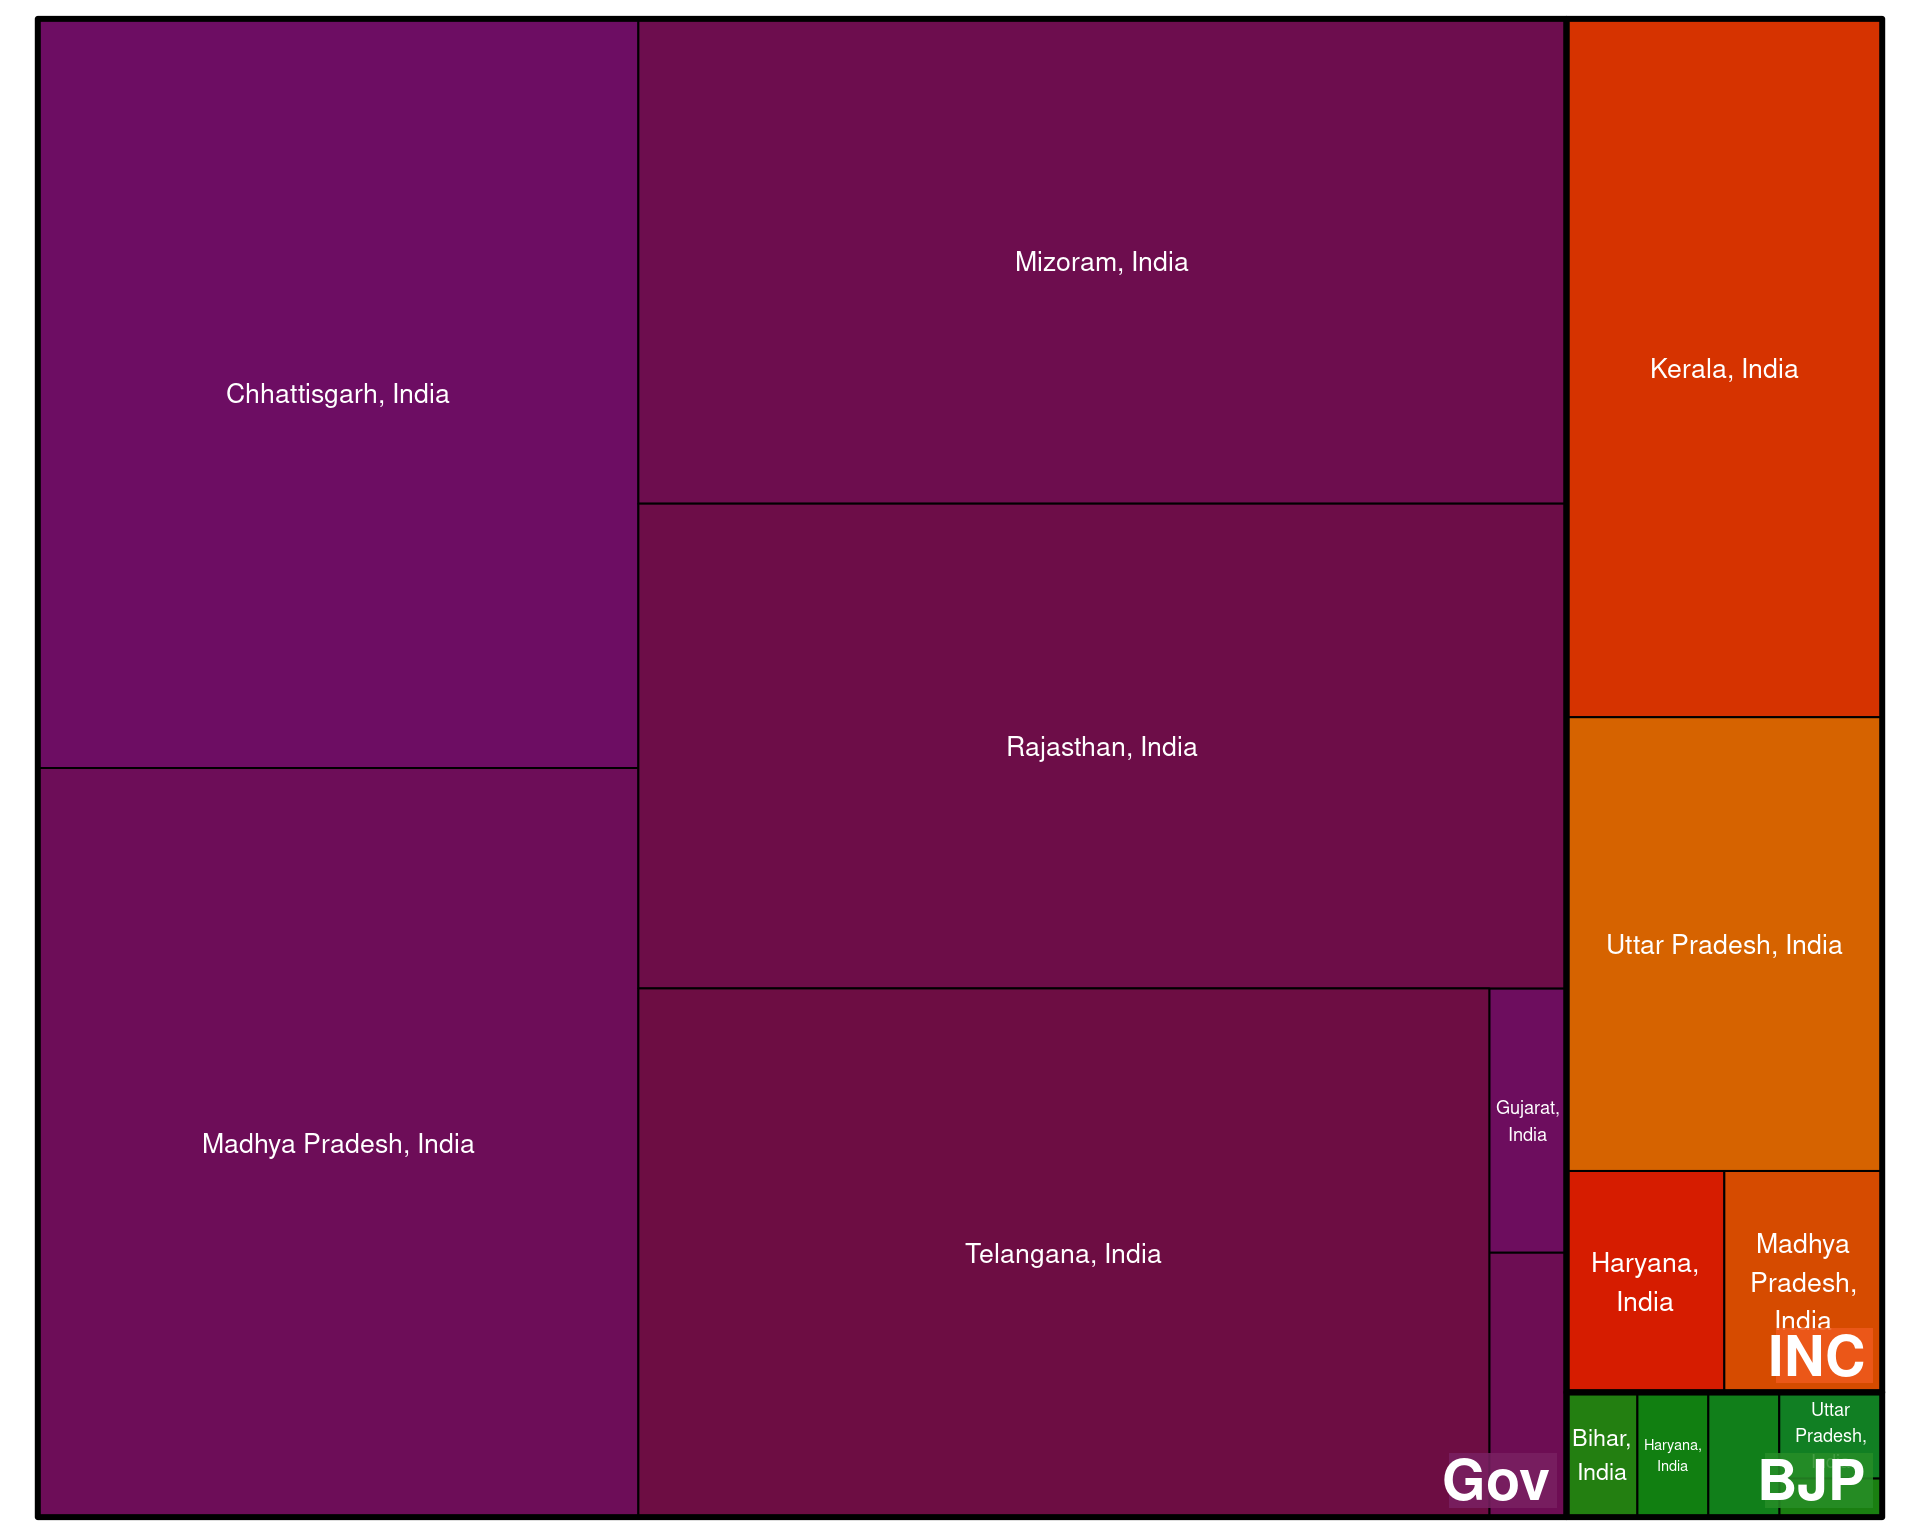 Chhattisgarh, India
Madhya Pradesh, India
Mizoram, India
Rajasthan, India
Telangana, India
Gujarat,
India
Gov
Kerala, India
Uttar Pradesh, India
Haryana,
India
Madhya
Pradesh,
India
INC
Bihar,
India
Haryana,
India
Uttar
Pradesh,
BJP